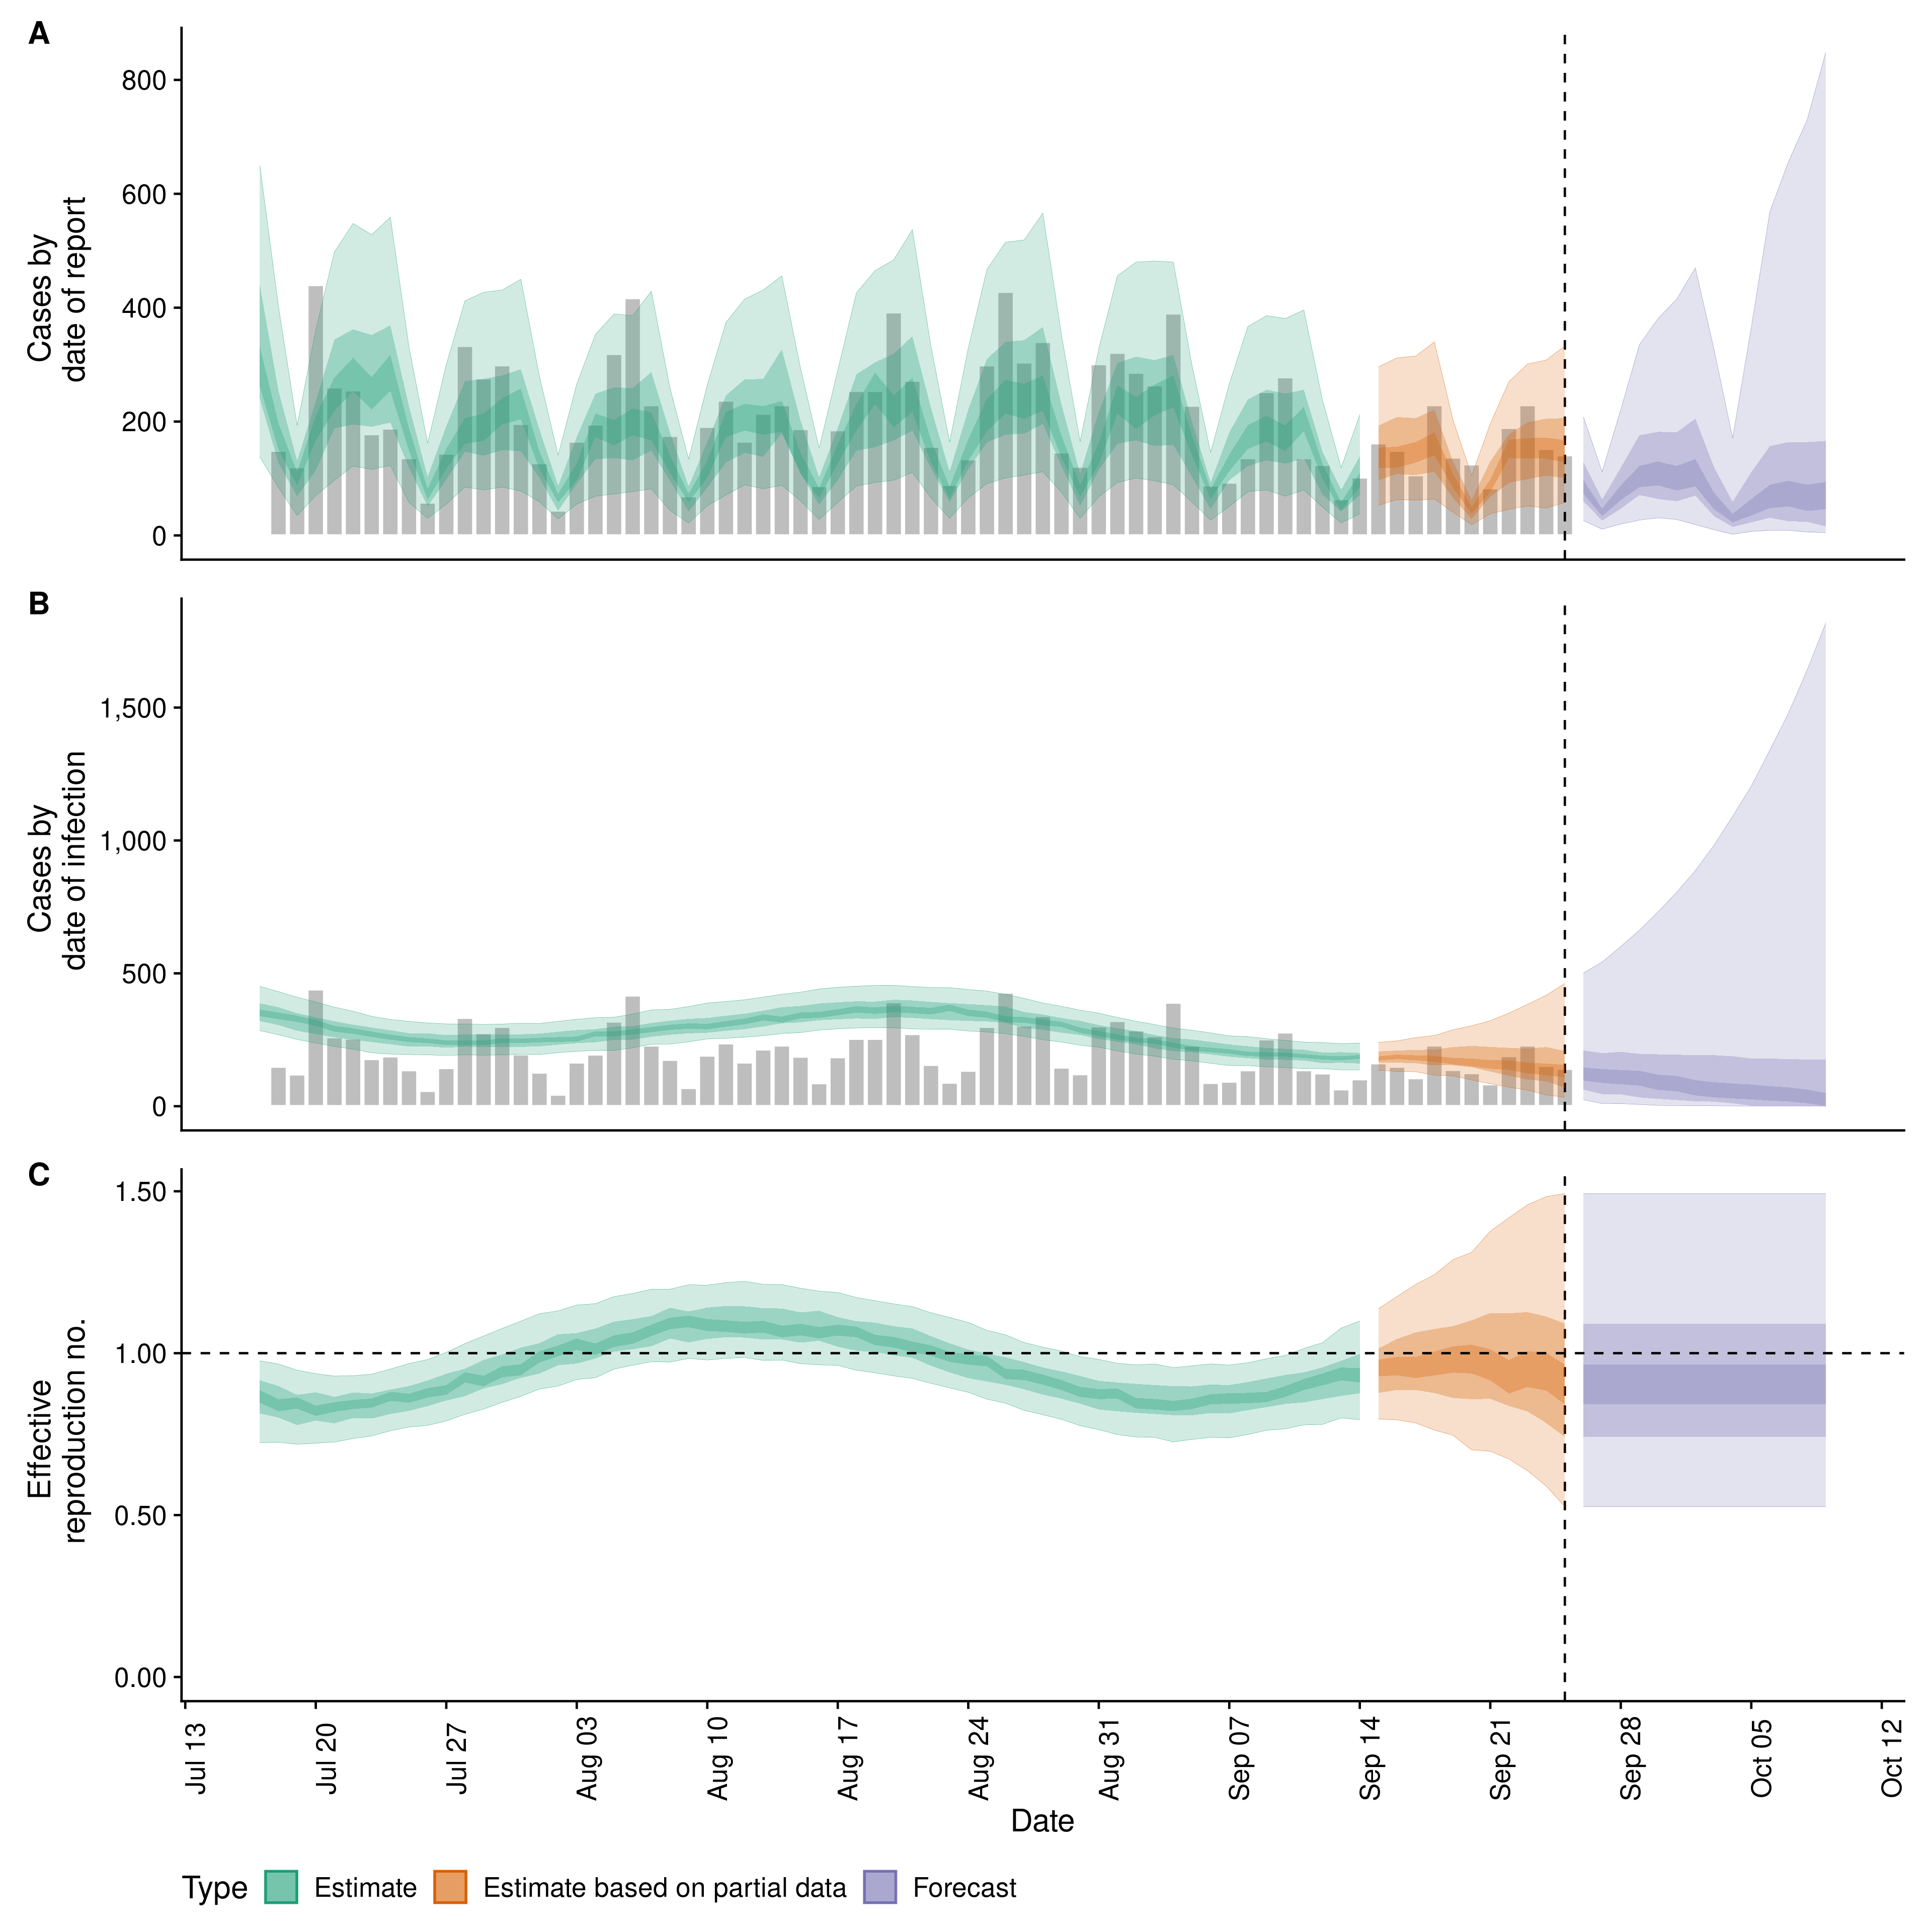 A
800
600
400
200
0
Cases by
date of report
B
1,500
1,000
500
0
Cases by
date of infection
C
1.50
1.00
0.50
0.00
Effective
reproduction no.
Jul 13
Jul 20
Jul 27
Aug 03
Aug 10
Aug 17
Aug 24
Aug 31
Sep 07
Sep 14
Sep 21
Sep 28
Oct 05
Oct 12
Date
Type Estimate Estimate based on partial data Forecast